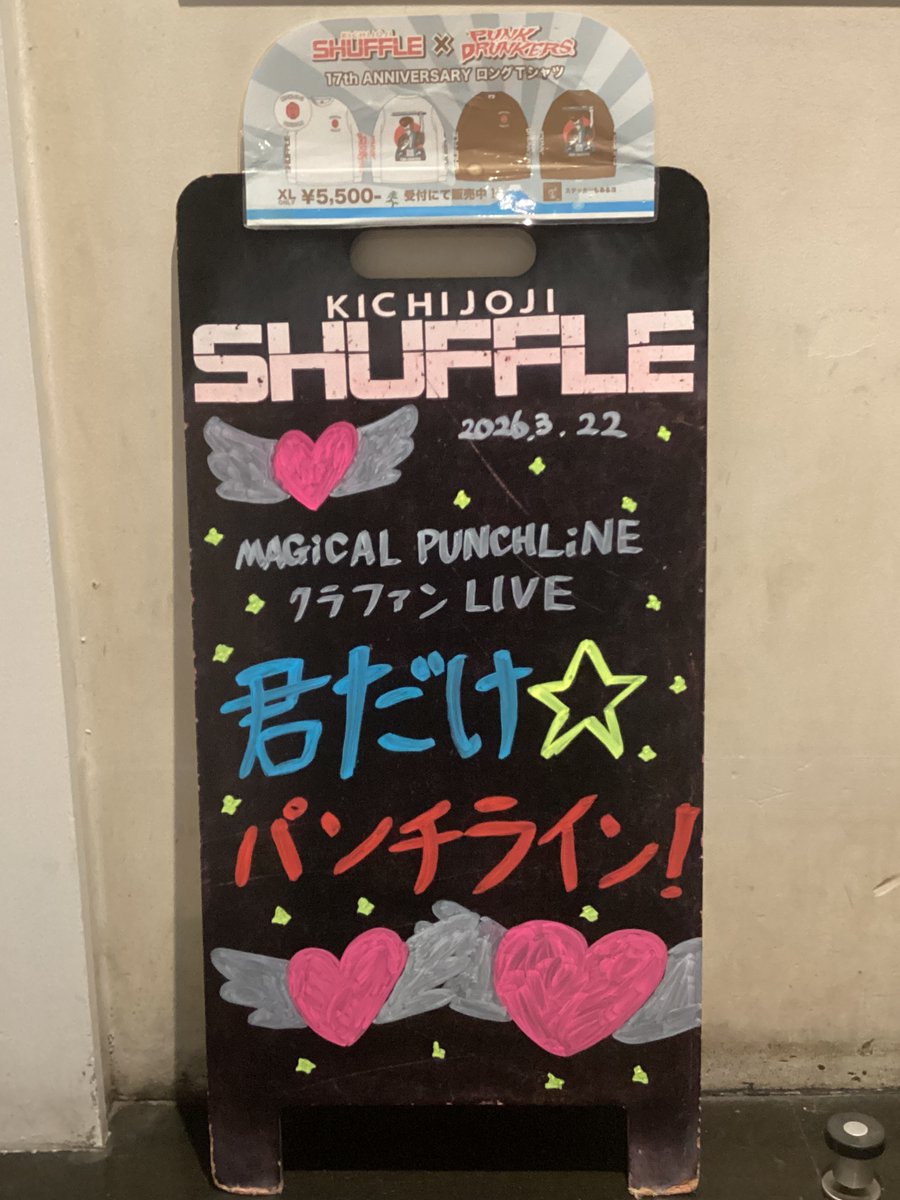 KICHIJOJI
SHUFFLE × PUNK DRUNKERS
17th ANNIVERSARY ロングTシャツ
XL ONLY ¥5,500- 受付にて販売中!
KICHIJOJI
SHUFFLE
2026.3.22
MAGiCAL PUNCHLiNE
クラファン LIVE
君だけ☆
パンチライン!